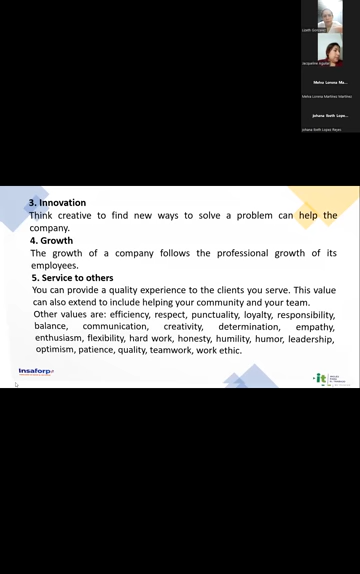 Jacqueline Aguilar
Melva Lorena Ma...
Melva Lorena Martinez Martinez
Johana Ibeth Lope...
Johana Ibeth Lopez Reyes
3. Innovation
Think creative to find new ways to solve a problem can help the
company.
4. Growth
The growth of a company follows the professional growth of its
employees.
5. Service to others
You can provide a quality experience to the clients you serve. This value
can also extend to include helping your community and your team.
Other values are: efficiency, respect, punctuality, loyalty, responsibility,
balance, communication, creativity, determination, empathy,
enthusiasm, flexibility, hard work, honesty, humility, humor, leadership,
optimism, patience, quality, teamwork, work ethic.
Insaforp
it